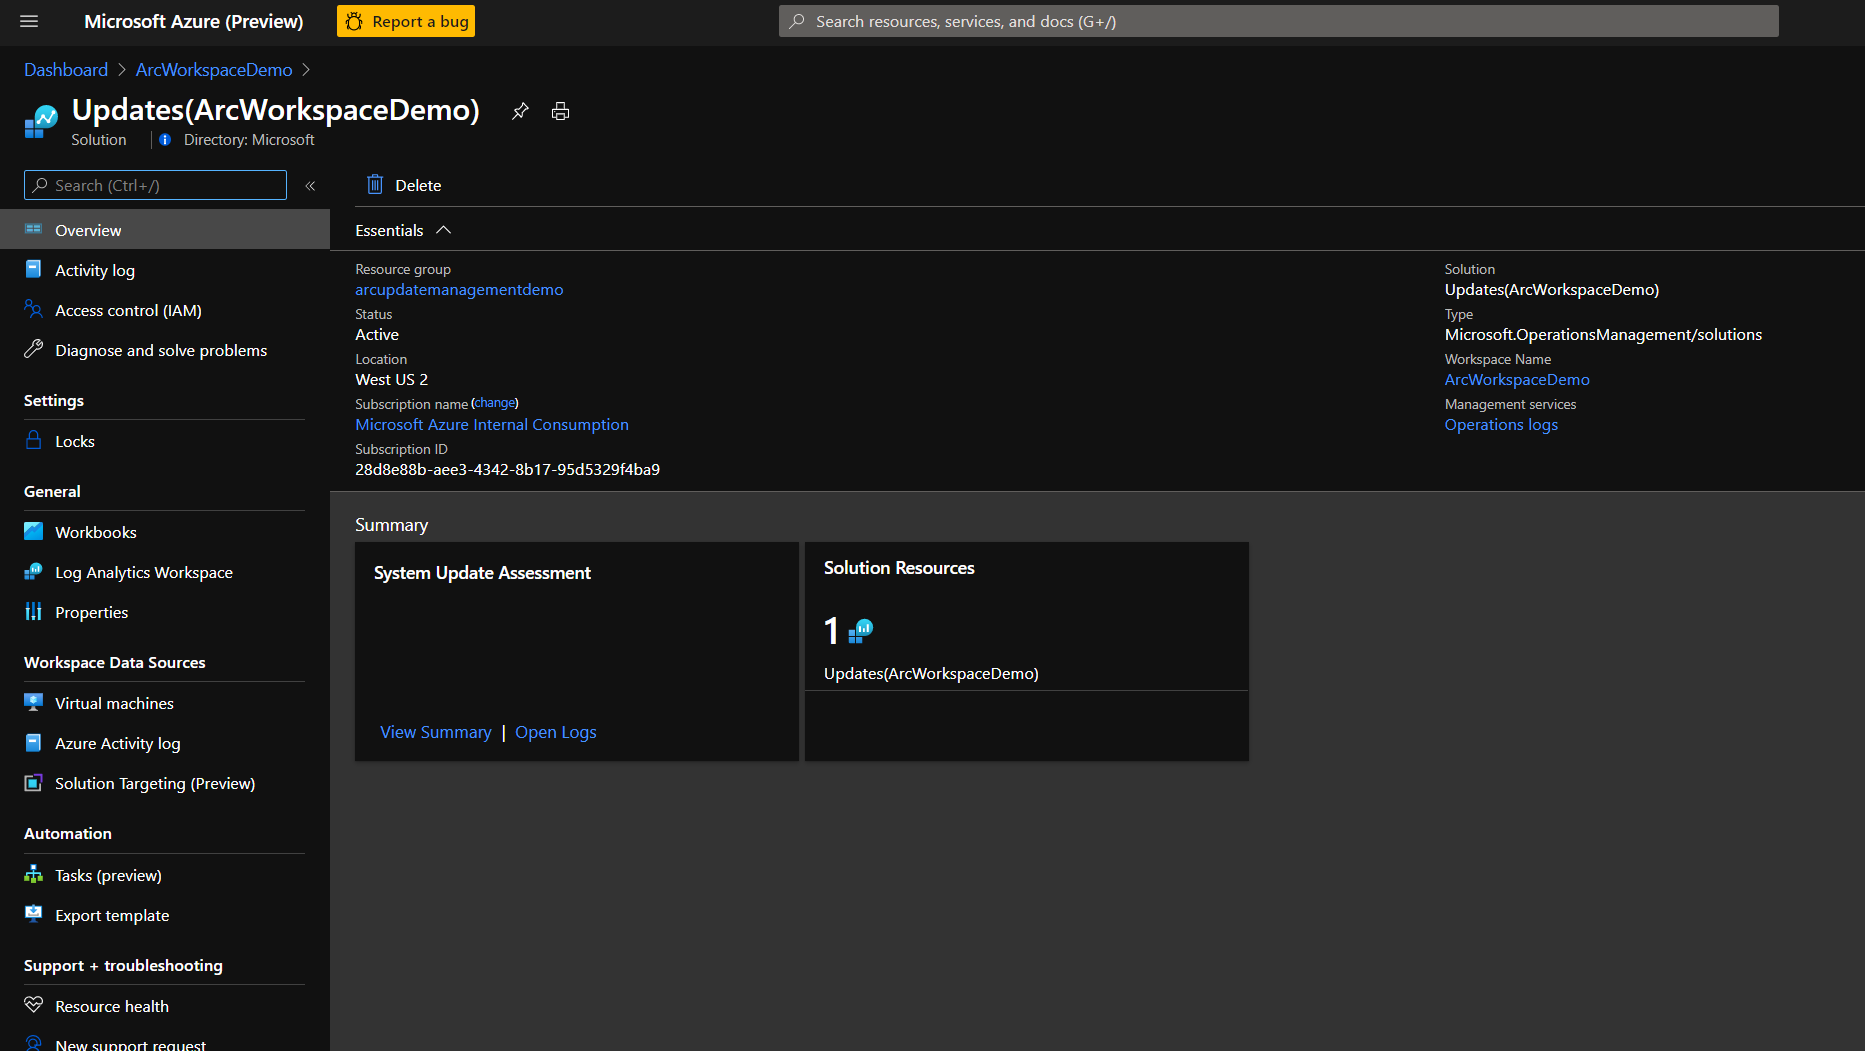 Microsoft Azure (Preview)
Report a bug
Search resources, services, and docs (G+/)
Dashboard
ArcWorkspaceDemo
Updates(ArcWorkspaceDemo)
Solution
Directory: Microsoft
Search (Ctrl+/)
«
Overview
Activity log
Access control (IAM)
Diagnose and solve problems
Settings
Locks
General
Workbooks
Log Analytics Workspace
Properties
Workspace Data Sources
Virtual machines
Azure Activity log
Solution Targeting (Preview)
Automation
Tasks (preview)
Export template
Support + troubleshooting
Resource health
New support request
Delete
Essentials
Resource group
arcupdatemanagementdemo
Status
Active
Location
West US 2
Subscription name (change)
Microsoft Azure Internal Consumption
Subscription ID
28d8e88b-aee3-4342-8b17-95d5329f4ba9
Solution
Updates(ArcWorkspaceDemo)
Type
Microsoft.OperationsManagement/solutions
Workspace Name
ArcWorkspaceDemo
Management services
Operations logs
Summary
System Update Assessment
View Summary | Open Logs
Solution Resources
1
Updates(ArcWorkspaceDemo)